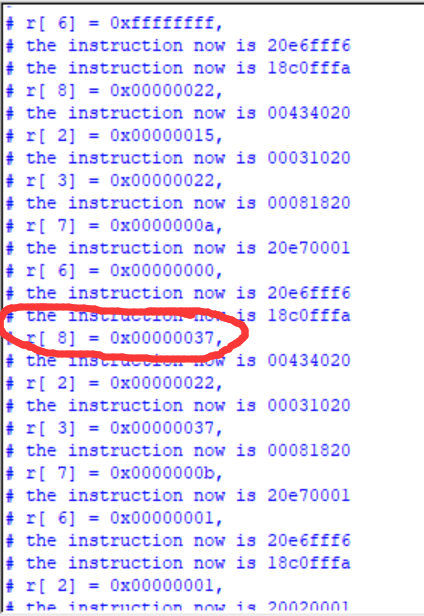 # r[ 6] = 0xffffffff,
# the instruction now is 20e6fff6
# the instruction now is 18c0fffa
# r[ 8] = 0x00000022,
# the instruction now is 00434020
# r[ 2] = 0x00000015,
# the instruction now is 00031020
# r[ 3] = 0x00000022,
# the instruction now is 00081820
# r[ 7] = 0x0000000a,
# the instruction now is 20e70001
# r[ 6] = 0x00000000,
# the instruction now is 20e6fff6
# the instruction now is 18c0fffa
# r[ 8] = 0x00000037,
# the instruction now is 00434020
# r[ 2] = 0x00000022,
# the instruction now is 00031020
# r[ 3] = 0x00000037,
# the instruction now is 00081820
# r[ 7] = 0x0000000b,
# the instruction now is 20e70001
# r[ 6] = 0x00000001,
# the instruction now is 20e6fff6
# the instruction now is 18c0fffa
# r[ 2] = 0x00000001,
# the instruction now is 20020001